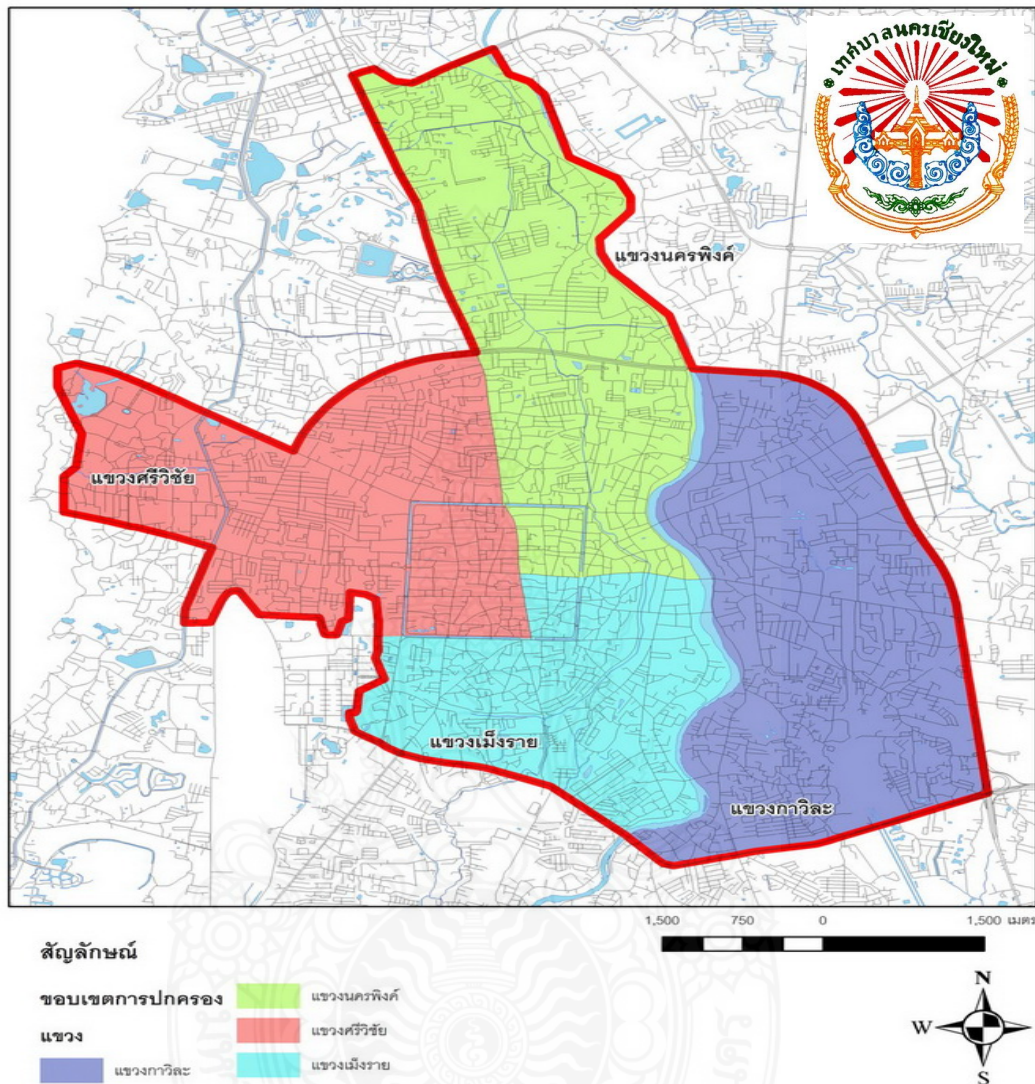 เทศบาลนครเชียงใหม่
แขวงนครพิงค์
แขวงศรีวิชัย
แขวงเม็งราย
แขวงกาวิละ
1,500 750 0 1,500 เมตร
สัญลักษณ์
ขอบเขตการปกครอง
แขวง
แขวงกาวิละ
แขวงนครพิงค์
แขวงศรีวิชัย
แขวงเม็งราย
N
W E
S